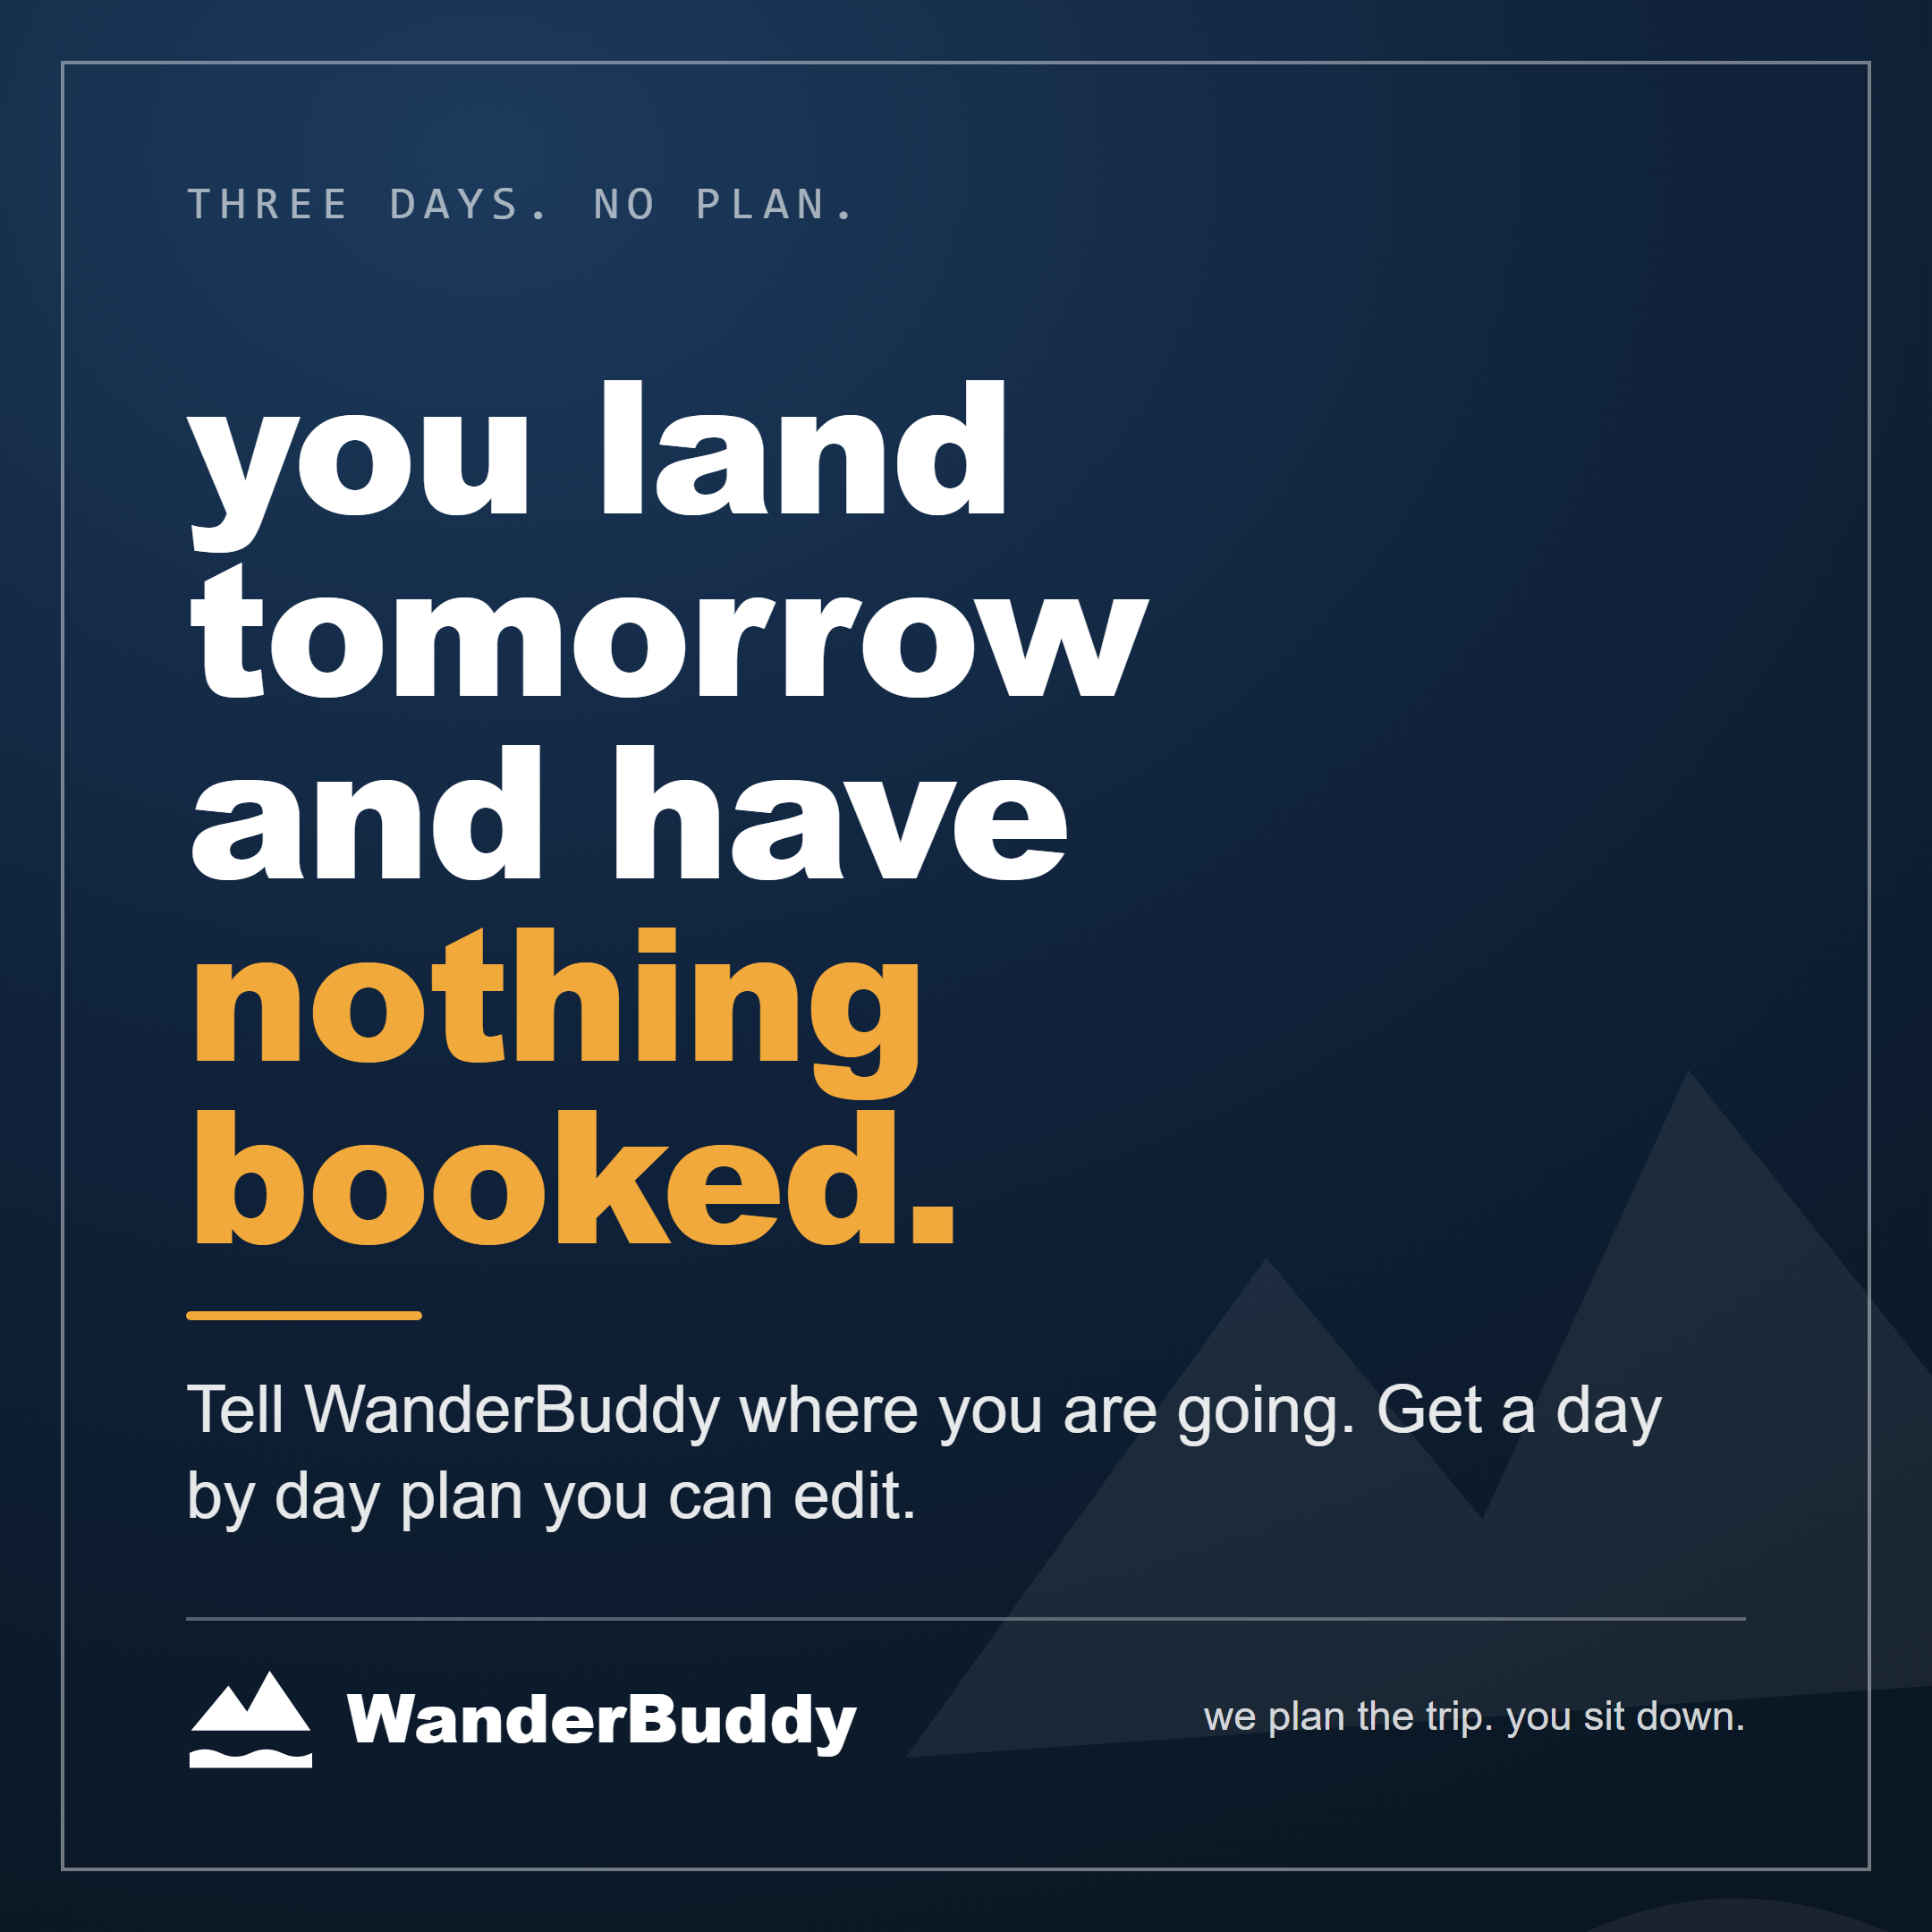 THREE DAYS. NO PLAN.
you land
tomorrow
and have
nothing
booked.
Tell WanderBuddy where you are going. Get a day
by day plan you can edit.
WanderBuddy
we plan the trip. you sit down.